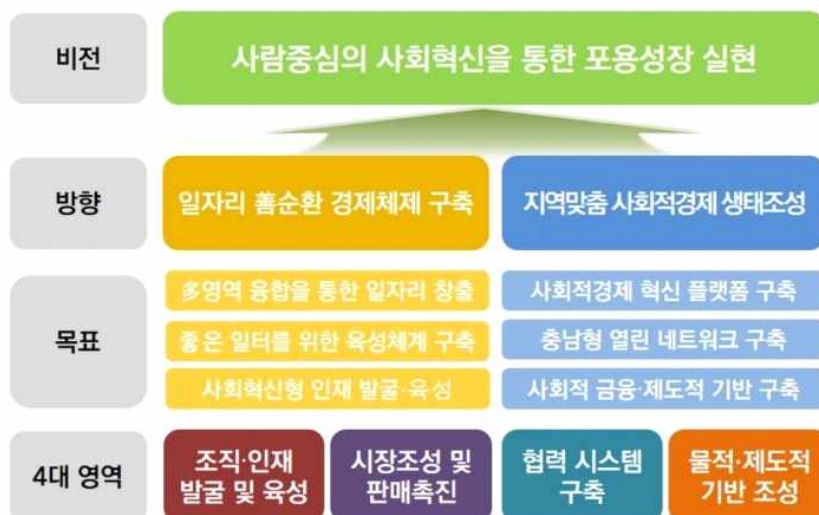 비전
사람중심의 사회혁신을 통한 포용성장 실현
방향
일자리 善순환 경제체제 구축
지역맞춤 사회적경제 생태조성
목표
多영역 융합을 통한 일자리 창출
좋은 일터를 위한 육성체계 구축
사회혁신형 인재 발굴·육성
사회적경제 혁신 플랫폼 구축
충남형 열린 네트워크 구축
사회적 금융·제도적 기반 구축
4대 영역
조직·인재
발굴 및 육성
시장조성 및
판매촉진
협력 시스템
구축
물적·제도적
기반 조성